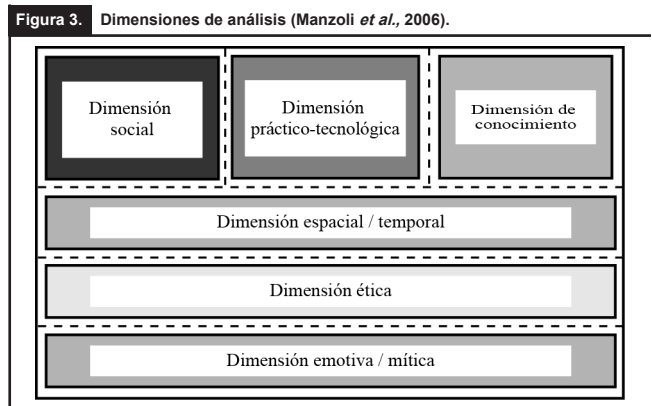 Figura 3. Dimensiones de análisis (Manzoli et al., 2006).
Dimensión
social
Dimensión
práctico-tecnológica
Dimensión de
conocimiento
Dimensión espacial / temporal
Dimensión ética
Dimensión emotiva / mítica